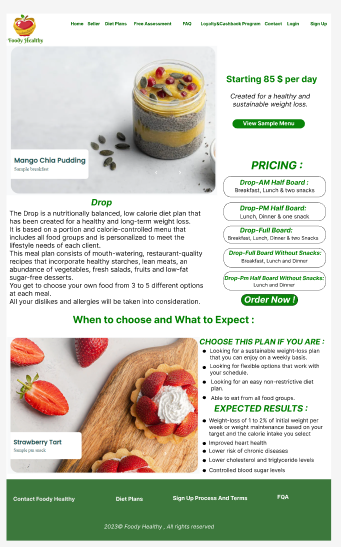 Home Seller Diet Plans Free Assessment FAQ Loyalty&Cashback Program Contact Login Sign Up
Foody Healthy
Starting 85 $ per day
Created for a healthy and
sustainable weight loss.
View Sample Menu
Mango Chia Pudding
Sample breakfast
PRICING :
Drop-AM Half Board :
Breakfast, Lunch & two snacks
Drop-PM Half Board:
Lunch, Dinner & one snack
Drop-Full Board:
Breakfast, Lunch, Dinner & two Snacks
Drop-Full Board Without Snacks:
Breakfast, Lunch and Dinner
Drop-Pm Half Board Without Snacks:
Lunch and Dinner
Order Now !
Drop
The Drop is a nutritionally balanced, low calorie diet plan that
has been created for a healthy and long-term weight loss.
It is based on a portion and calorie-controlled menu that
includes all food groups and is personalized to meet the
lifestyle needs of each client.
This meal plan consists of mouth-watering, restaurant-quality
recipes that incorporate healthy starches, lean meats, an
abundance of vegetables, fresh salads, fruits and low-fat
sugar-free desserts.
You get to choose your own food from 3 to 5 different options
at each meal.
All your dislikes and allergies will be taken into consideration.
When to choose and What to Expect :
Strawberry Tart
Sample pm snack
CHOOSE THIS PLAN IF YOU ARE :
Looking for a sustainable weight-loss plan
that you can enjoy on a weekly basis.
Looking for flexible options that work with
your schedule.
Looking for an easy non-restrictive diet
plan.
Able to eat from all food groups.
EXPECTED RESULTS :
Weight-loss of 1 to 2% of initial weight per
week or weight maintenance based on your
target and the calorie intake you select
Improved heart health
Lower risk of chronic diseases
Lower cholesterol and triglyceride levels
Controlled blood sugar levels
Contact Foody Healthy Diet Plans Sign Up Process And Terms FQA
2023© Foody Healthy , All rights reserved